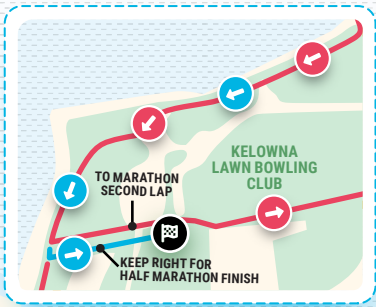 KELOWNA
LAWN BOWLING
CLUB
TO MARATHON
SECOND LAP
KEEP RIGHT FOR
HALF MARATHON FINISH